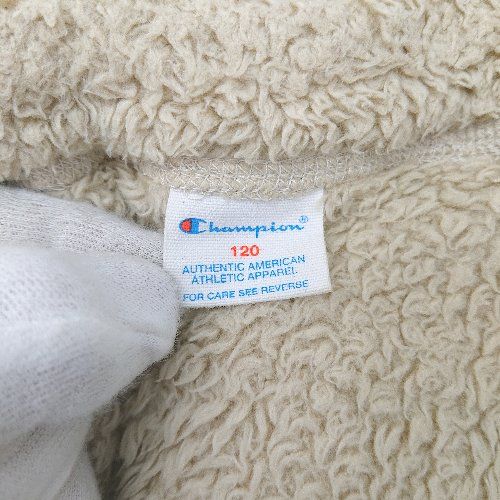 Champion®
120
AUTHENTIC AMERICAN
ATHLETIC APPAREL
FOR CARE SEE REVERSE